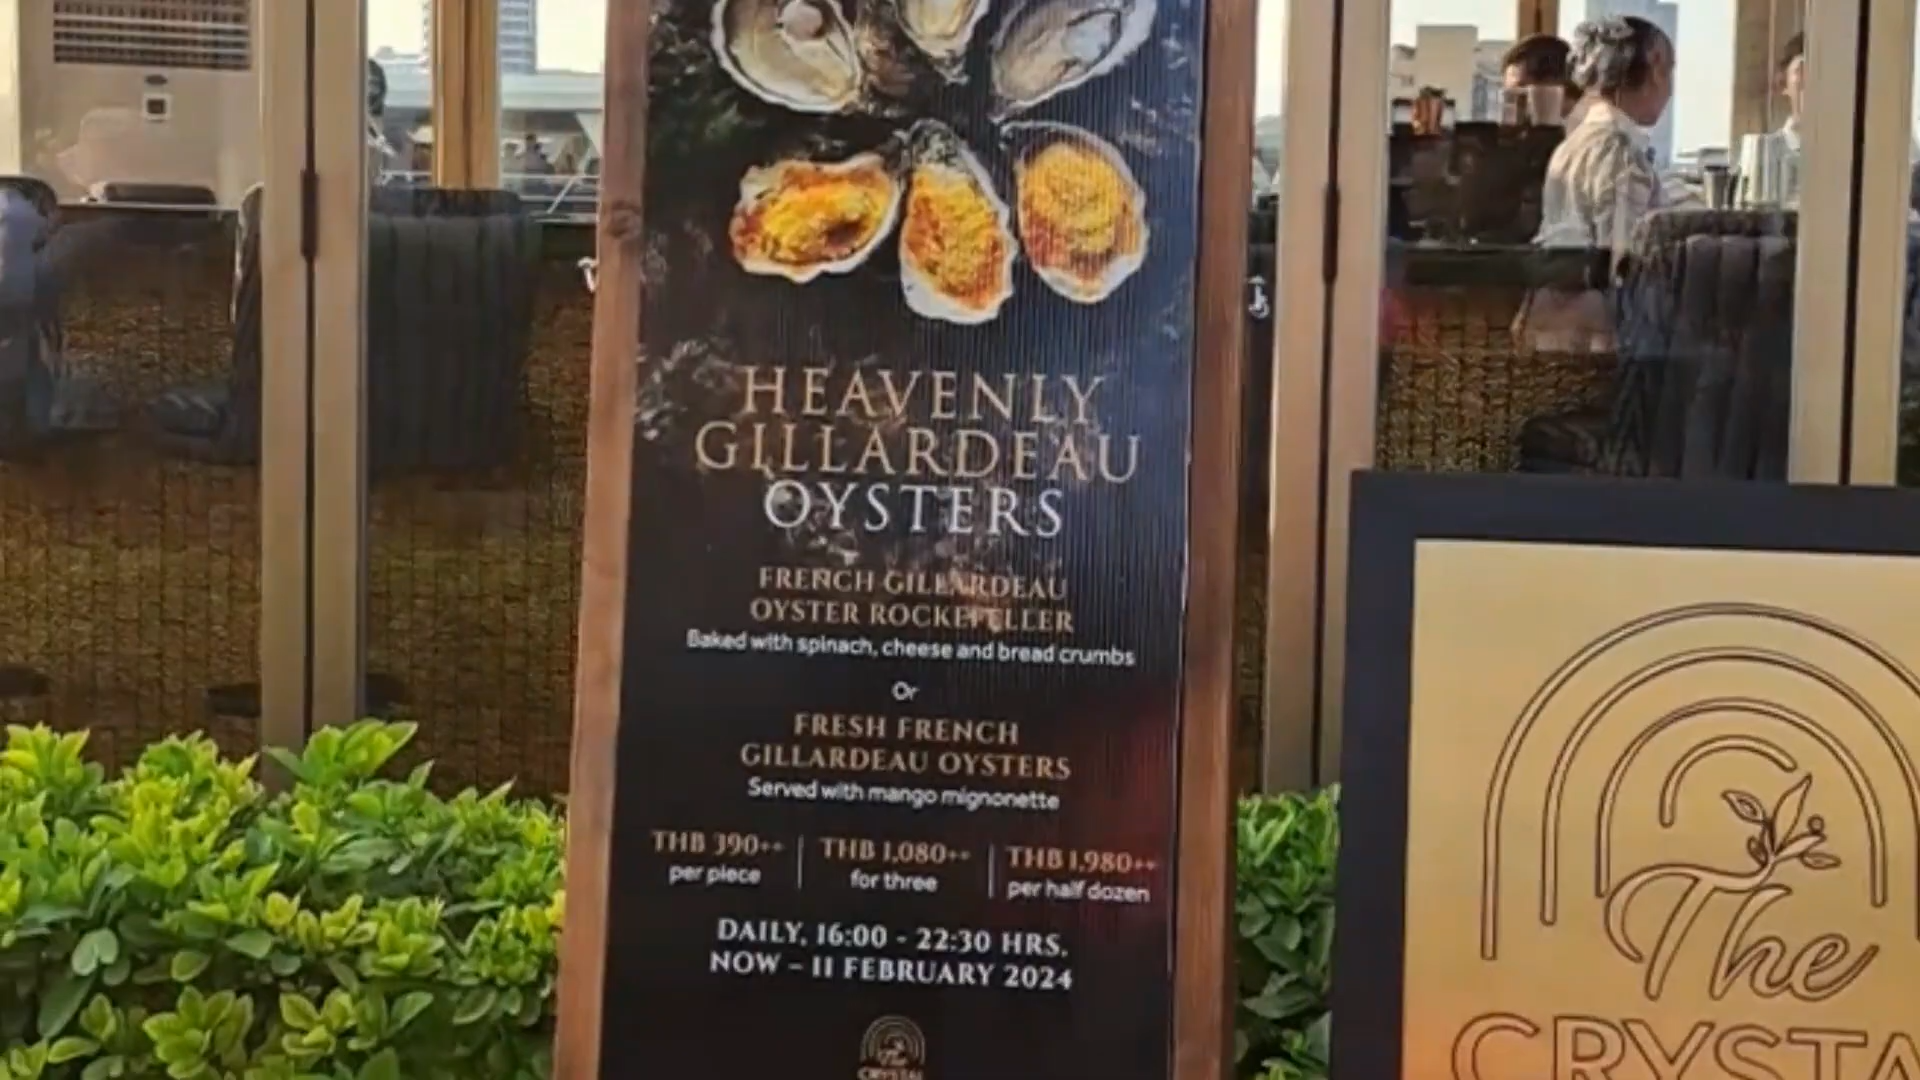 HEAVENLY
GILLARDEAU
OYSTERS
FRENCH GILLARDEAU
OYSTER ROCKEFELLER
Baked with spinach, cheese and bread crumbs
Or
FRESH FRENCH
GILLARDEAU OYSTERS
Served with mango mignonette
THB 390++ THB 1,080++ THB 1,980++
per piece for three per half dozen
DAILY, 16:00 - 22:30 HRS.
NOW – 11 FEBRUARY 2024
The
CRYSTAL
The
CRYSTA